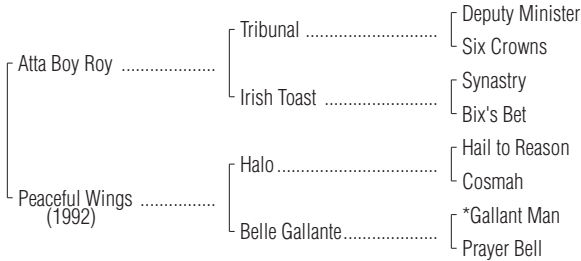 Deputy Minister
Tribunal ........................................
Six Crowns
Atta Boy Roy ...................
Synastry
Irish Toast ..................................
Bix's Bet
Hail to Reason
Halo ................................................
Cosmah
Peaceful Wings ...............
(1992)
*Gallant Man
Belle Gallante............................
Prayer Bell